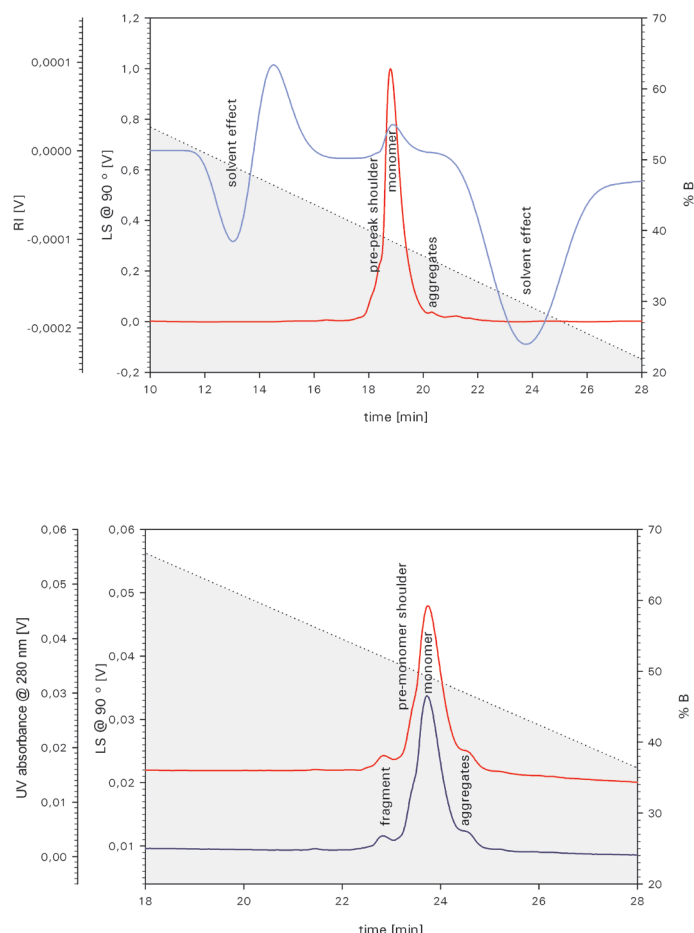 1,2
70
0,0001
1,0
60
0,8
solvent effect
0,0000
50
0,6
monomer
pre-peak shoulder
RI [V]
LS @ 90 ° [V]
% B
0,4
40
-0,0001
aggregates
solvent effect
0,2
30
0,0
-0,0002
-0,2
20
10 12 14 16 18 20 22 24 26 28
time [min]
0,06
0,06
70
0,05
0,05
60
pre-monomer shoulder
0,04
monomer
0,04
50
UV absorbance @ 280 nm [V]
LS @ 90 ° [V]
% B
0,03
0,03
40
0,02
0,02
fragment
aggregates
30
0,01
0,01
0,00
20
18 20 22 24 26 28
time [min]